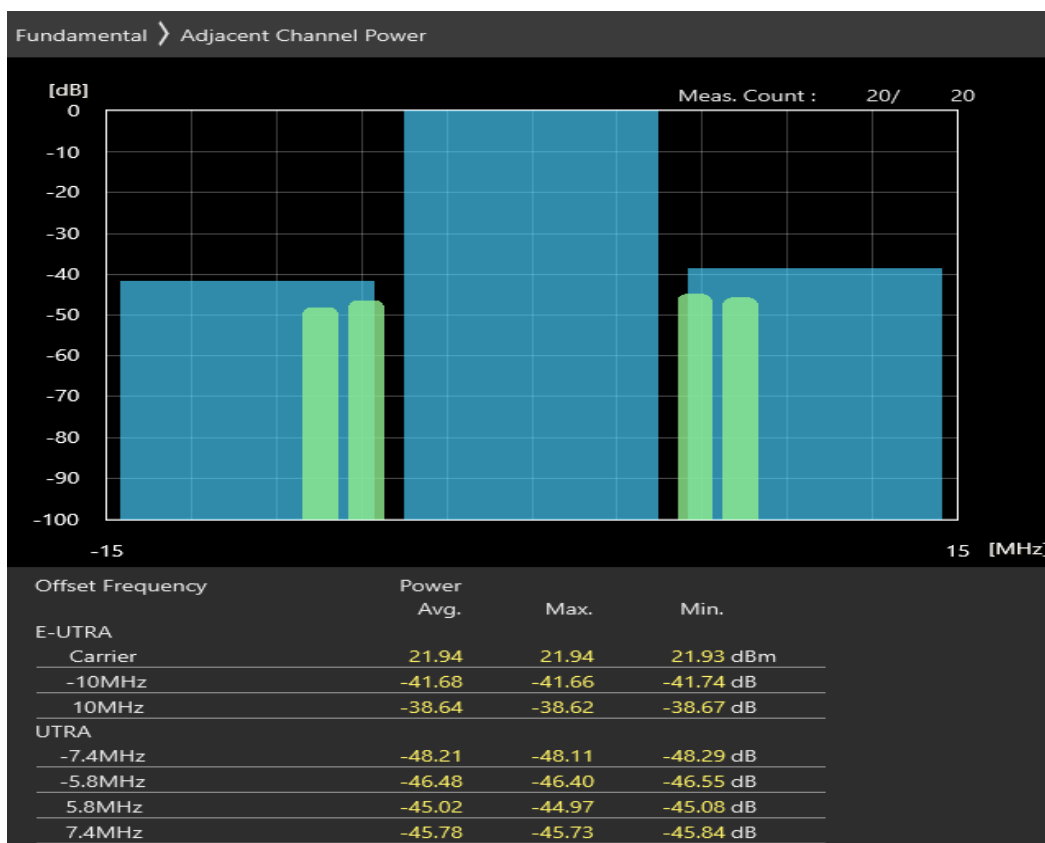 Fundamental 〉 Adjacent Channel Power
[dB]
Meas. Count : 20/ 20
0
-10
-20
-30
-40
-50
-60
-70
-80
-90
-100
-15 15 [MHz]
Offset Frequency Power
Avg. Max. Min.
E-UTRA
Carrier 21.94 21.94 21.93 dBm
-10MHz -41.68 -41.66 -41.74 dB
10MHz -38.64 -38.62 -38.67 dB
UTRA
-7.4MHz -48.21 -48.11 -48.29 dB
-5.8MHz -46.48 -46.40 -46.55 dB
5.8MHz -45.02 -44.97 -45.08 dB
7.4MHz -45.78 -45.73 -45.84 dB